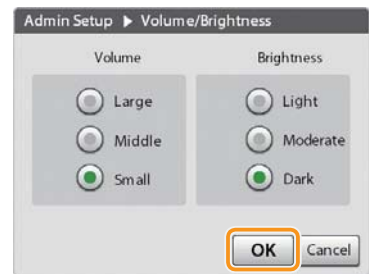 Admin Setup ▶ Volume/Brightness
Volume Brightness
Large Light
Middle Moderate
Small Dark
OK Cancel